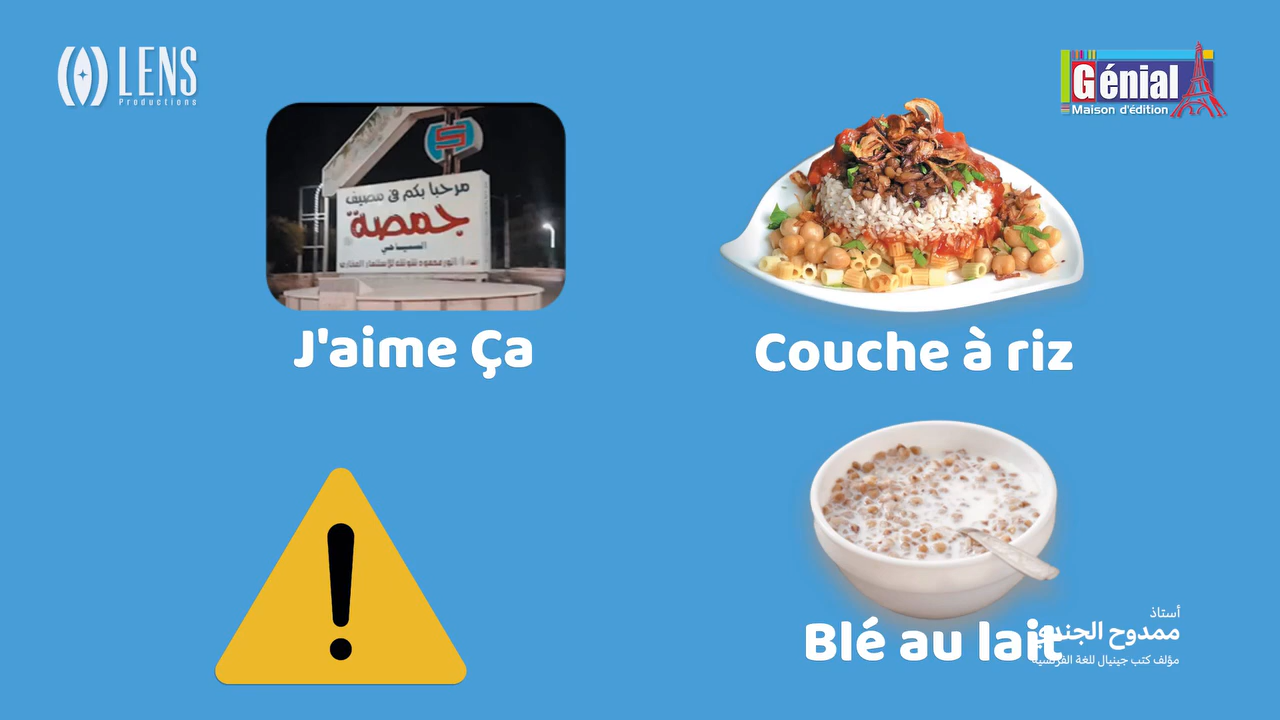 LENS
Productions
Génial
Maison d'édition
مرحبا بكم في مصيف
جمصة
السياحي
J'aime Ça
Couche à riz
Blé au lait
أستاذ
ممدوح الجندي
مؤلف كتب جينيال للغة الفرنسية